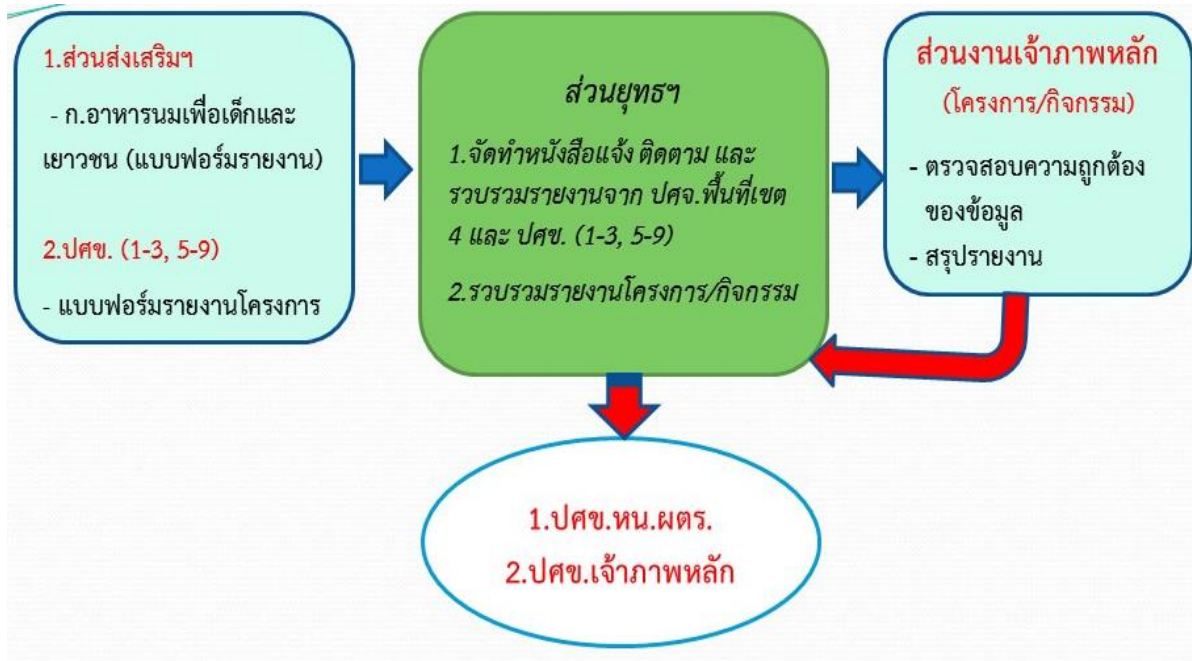 1.ส่วนส่งเสริมฯ
- ก.อาหารนมเพื่อเด็กและ
เยาวชน (แบบฟอร์มรายงาน)
2.ปศข. (1-3, 5-9)
- แบบฟอร์มรายงานโครงการ
ส่วนยุทธฯ
1.จัดทำหนังสือแจ้ง ติดตาม และ
รวบรวมรายงานจาก ปศจ.พื้นที่เขต
4 และ ปศข. (1-3, 5-9)
2.รวบรวมรายงานโครงการ/กิจกรรม
ส่วนงานเจ้าภาพหลัก
(โครงการ/กิจกรรม)
- ตรวจสอบความถูกต้อง
ของข้อมูล
- สรุปรายงาน
1.ปศข.หน.ผตร.
2.ปศข.เจ้าภาพหลัก